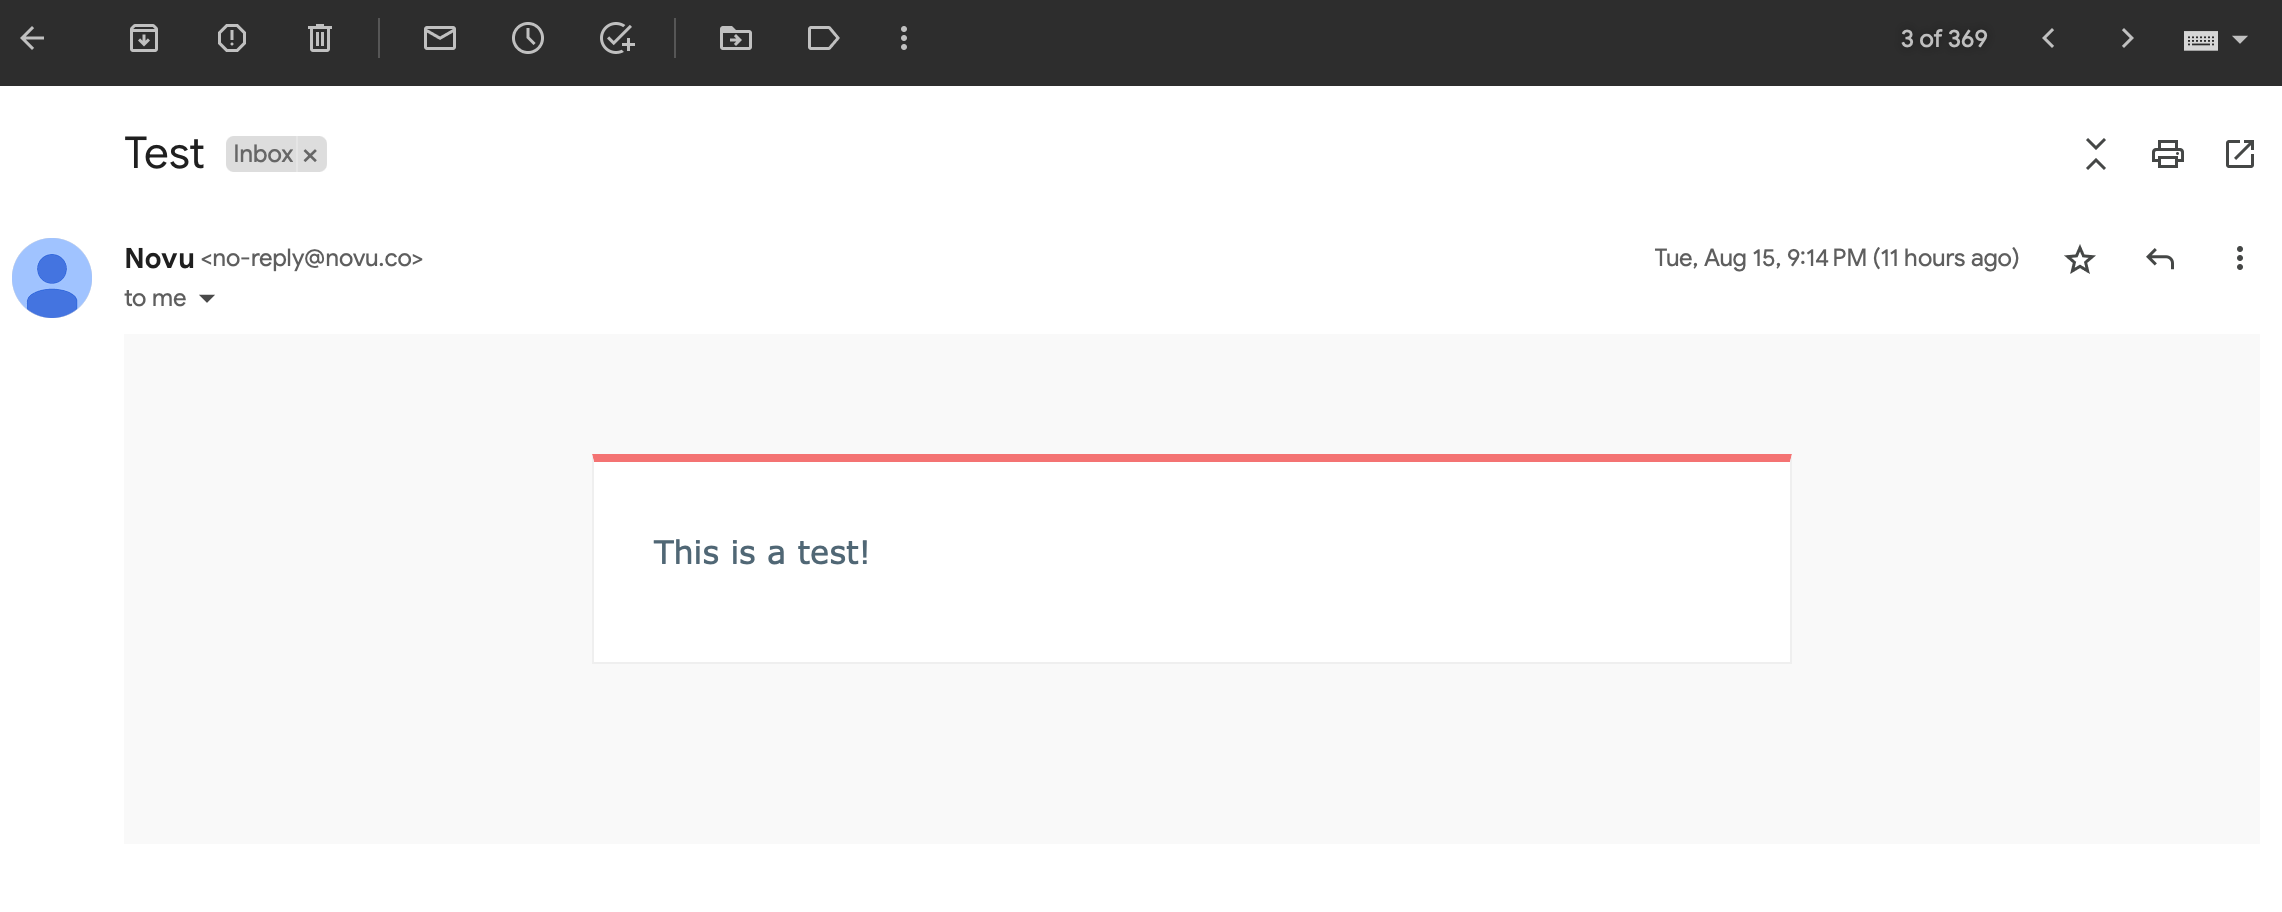 3 of 369
Test Inbox ×
Novu <no-reply@novu.co> Tue, Aug 15, 9:14 PM (11 hours ago)
to me
This is a test!